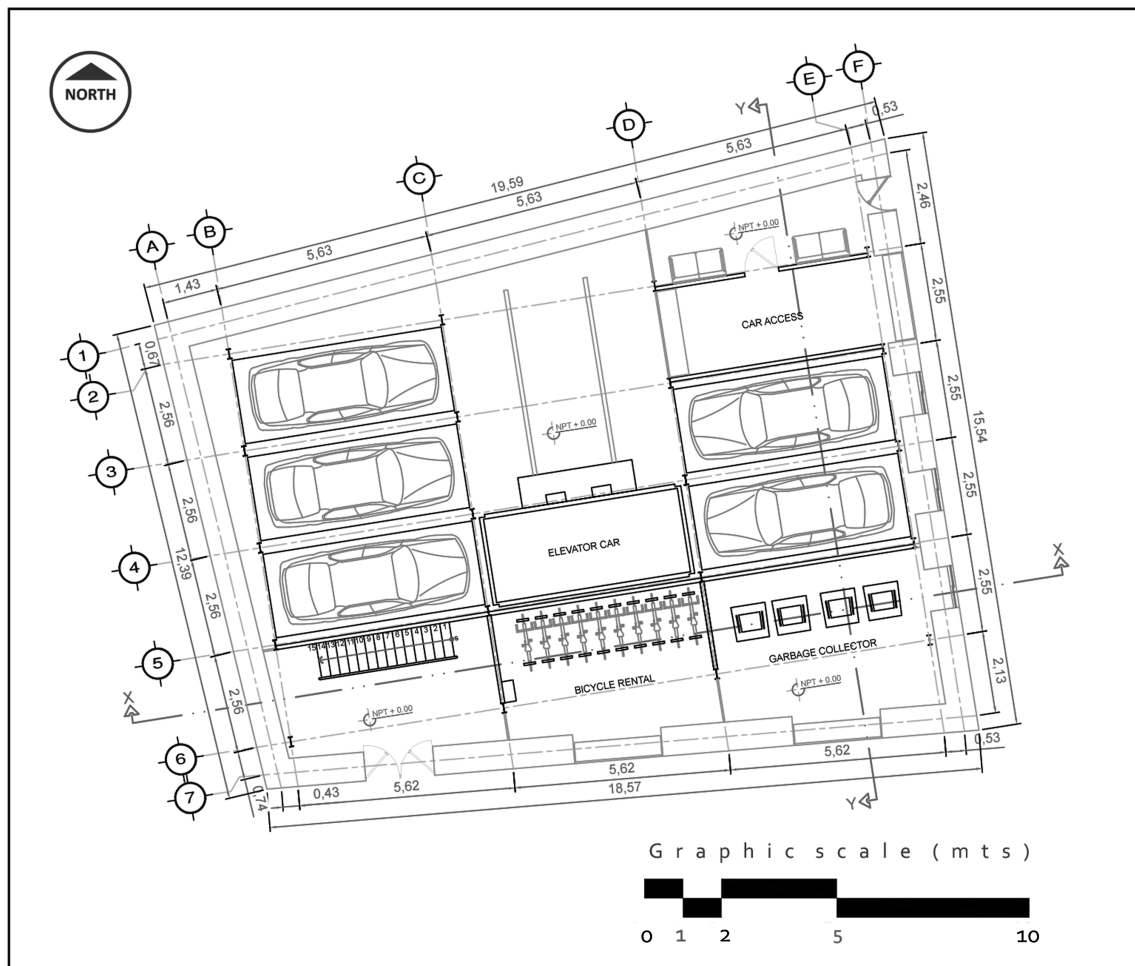 NORTH
A
B
C
D
E
F
Y
0,53
5,63
19,59
5,63
5,63
1,43
2,46
NPT + 0.00
1
0,67
2
CAR ACCESS
2,55
2,56
2,55
15,54
3
NPT + 0.00
2,56
2,55
4
12,39
ELEVATOR CAR
2,56
2,55
X
5
15 14 13 12 11 10 9 8 7 6 5 4 3 2 1
s
GARBAGE COLLECTOR
BICYCLE RENTAL
NPT + 0.00
2,13
X
2,56
NPT + 0.00
6
7
0,74
0,43
5,62
5,62
5,62
0,53
18,57
Y
Graphic scale (mts)
0 1 2 5 10